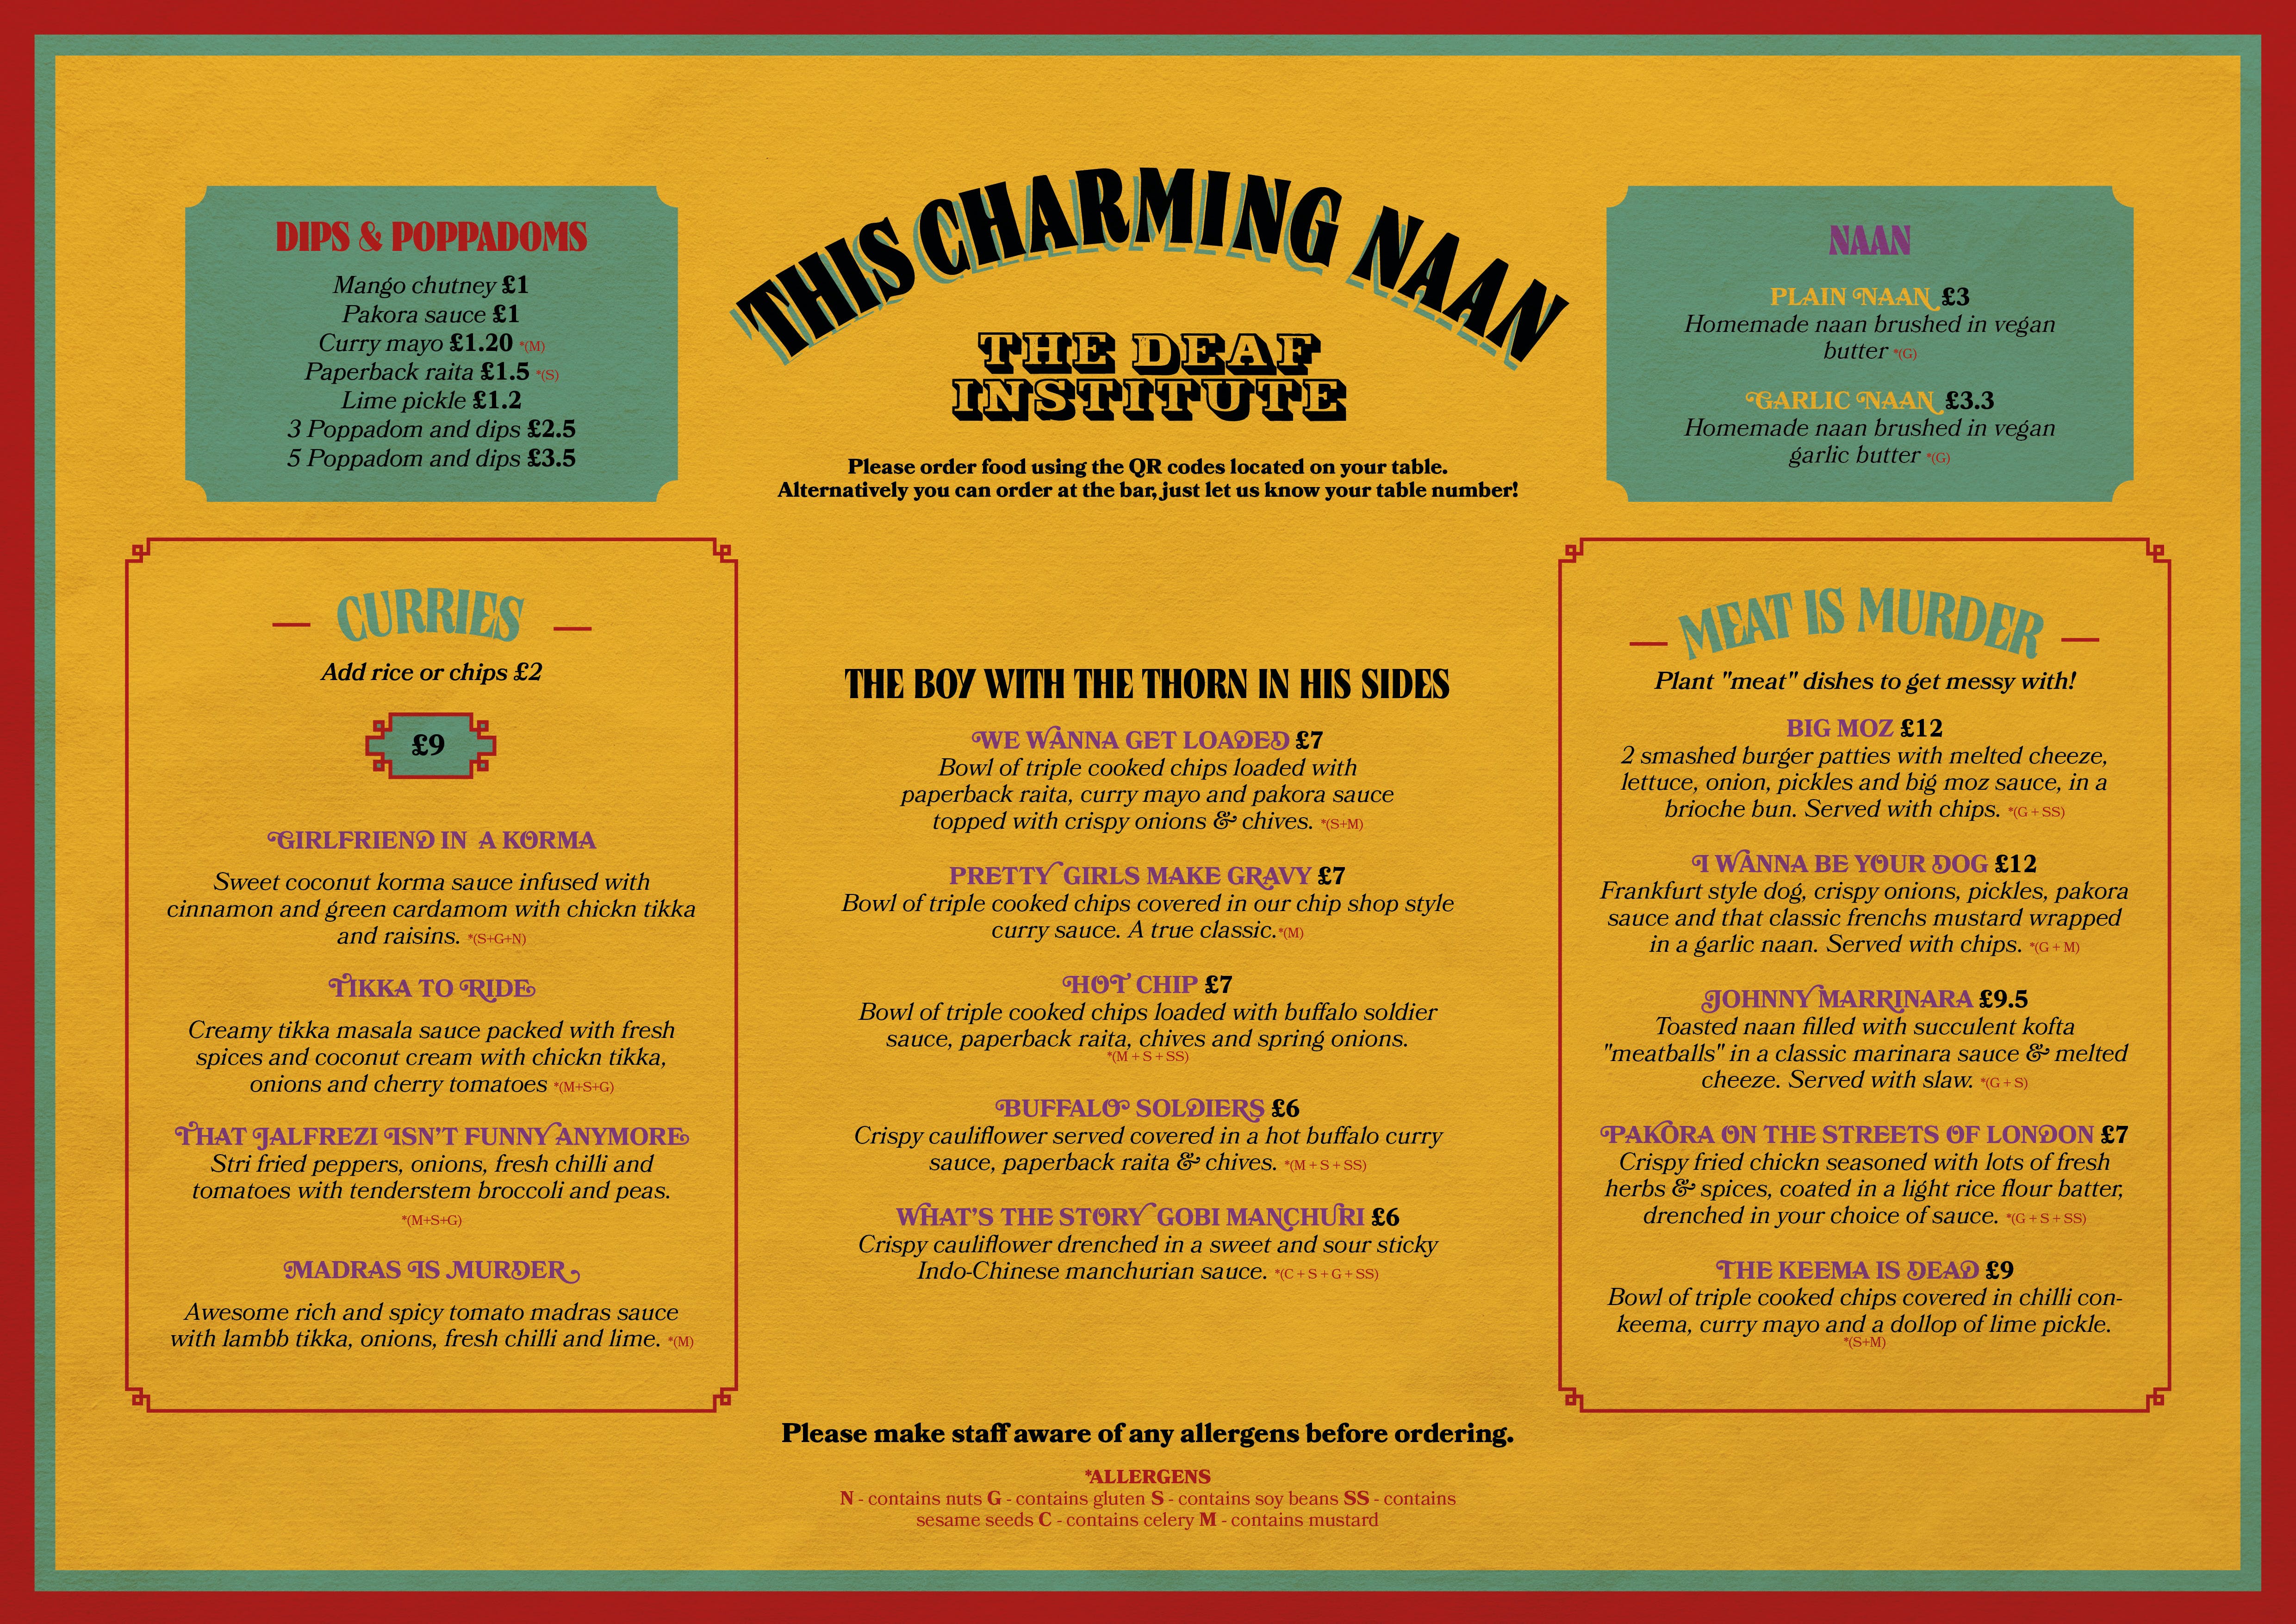 THIS CHARMING NAAN
THE DEAF
INSTITUTE
Please order food using the QR codes located on your table.
Alternatively you can order at the bar, just let us know your table number!
DIPS & POPPADOMS
Mango chutney £1
Pakora sauce £1
Curry mayo £1.20 *(M)
Paperback raita £1.5 *(S)
Lime pickle £1.2
3 Poppadom and dips £2.5
5 Poppadom and dips £3.5
NAAN
PLAIN NAAN £3
Homemade naan brushed in vegan
butter *(G)
GARLIC NAAN £3.3
Homemade naan brushed in vegan
garlic butter *(G)
CURRIES
Add rice or chips £2
£9
GIRLFRIEND IN A KORMA
Sweet coconut korma sauce infused with
cinnamon and green cardamom with chickn tikka
and raisins. *(S+G+N)
TIKKA TO RIDE
Creamy tikka masala sauce packed with fresh
spices and coconut cream with chickn tikka,
onions and cherry tomatoes *(M+S+G)
THAT JALFREZI ISN'T FUNNY ANYMORE
Stri fried peppers, onions, fresh chilli and
tomatoes with tenderstem broccoli and peas.
*(M+S+G)
MADRAS IS MURDER
Awesome rich and spicy tomato madras sauce
with lambb tikka, onions, fresh chilli and lime. *(M)
THE BOY WITH THE THORN IN HIS SIDES
WE WANNA GET LOADED £7
Bowl of triple cooked chips loaded with
paperback raita, curry mayo and pakora sauce
topped with crispy onions & chives. *(S+M)
PRETTY GIRLS MAKE GRAVY £7
Bowl of triple cooked chips covered in our chip shop style
curry sauce. A true classic.*(M)
HOT CHIP £7
Bowl of triple cooked chips loaded with buffalo soldier
sauce, paperback raita, chives and spring onions.
*(M + S + SS)
BUFFALO SOLDIERS £6
Crispy cauliflower served covered in a hot buffalo curry
sauce, paperback raita & chives. *(M + S + SS)
WHAT'S THE STORY GOBI MANCHURI £6
Crispy cauliflower drenched in a sweet and sour sticky
Indo-Chinese manchurian sauce. *(C + S + G + SS)
MEAT IS MURDER
Plant "meat" dishes to get messy with!
BIG MOZ £12
2 smashed burger patties with melted cheeze,
lettuce, onion, pickles and big moz sauce, in a
brioche bun. Served with chips. *(G + SS)
I WANNA BE YOUR DOG £12
Frankfurt style dog, crispy onions, pickles, pakora
sauce and that classic frenchs mustard wrapped
in a garlic naan. Served with chips. *(G + M)
JOHNNY MARRINARA £9.5
Toasted naan filled with succulent kofta
"meatballs" in a classic marinara sauce & melted
cheeze. Served with slaw. *(G + S)
PAKORA ON THE STREETS OF LONDON £7
Crispy fried chickn seasoned with lots of fresh
herbs & spices, coated in a light rice flour batter,
drenched in your choice of sauce. *(G + S + SS)
THE KEEMA IS DEAD £9
Bowl of triple cooked chips covered in chilli con-
keema, curry mayo and a dollop of lime pickle.
*(S+M)
Please make staff aware of any allergens before ordering.
*ALLERGENS
N - contains nuts G - contains gluten S - contains soy beans SS - contains
sesame seeds C - contains celery M - contains mustard